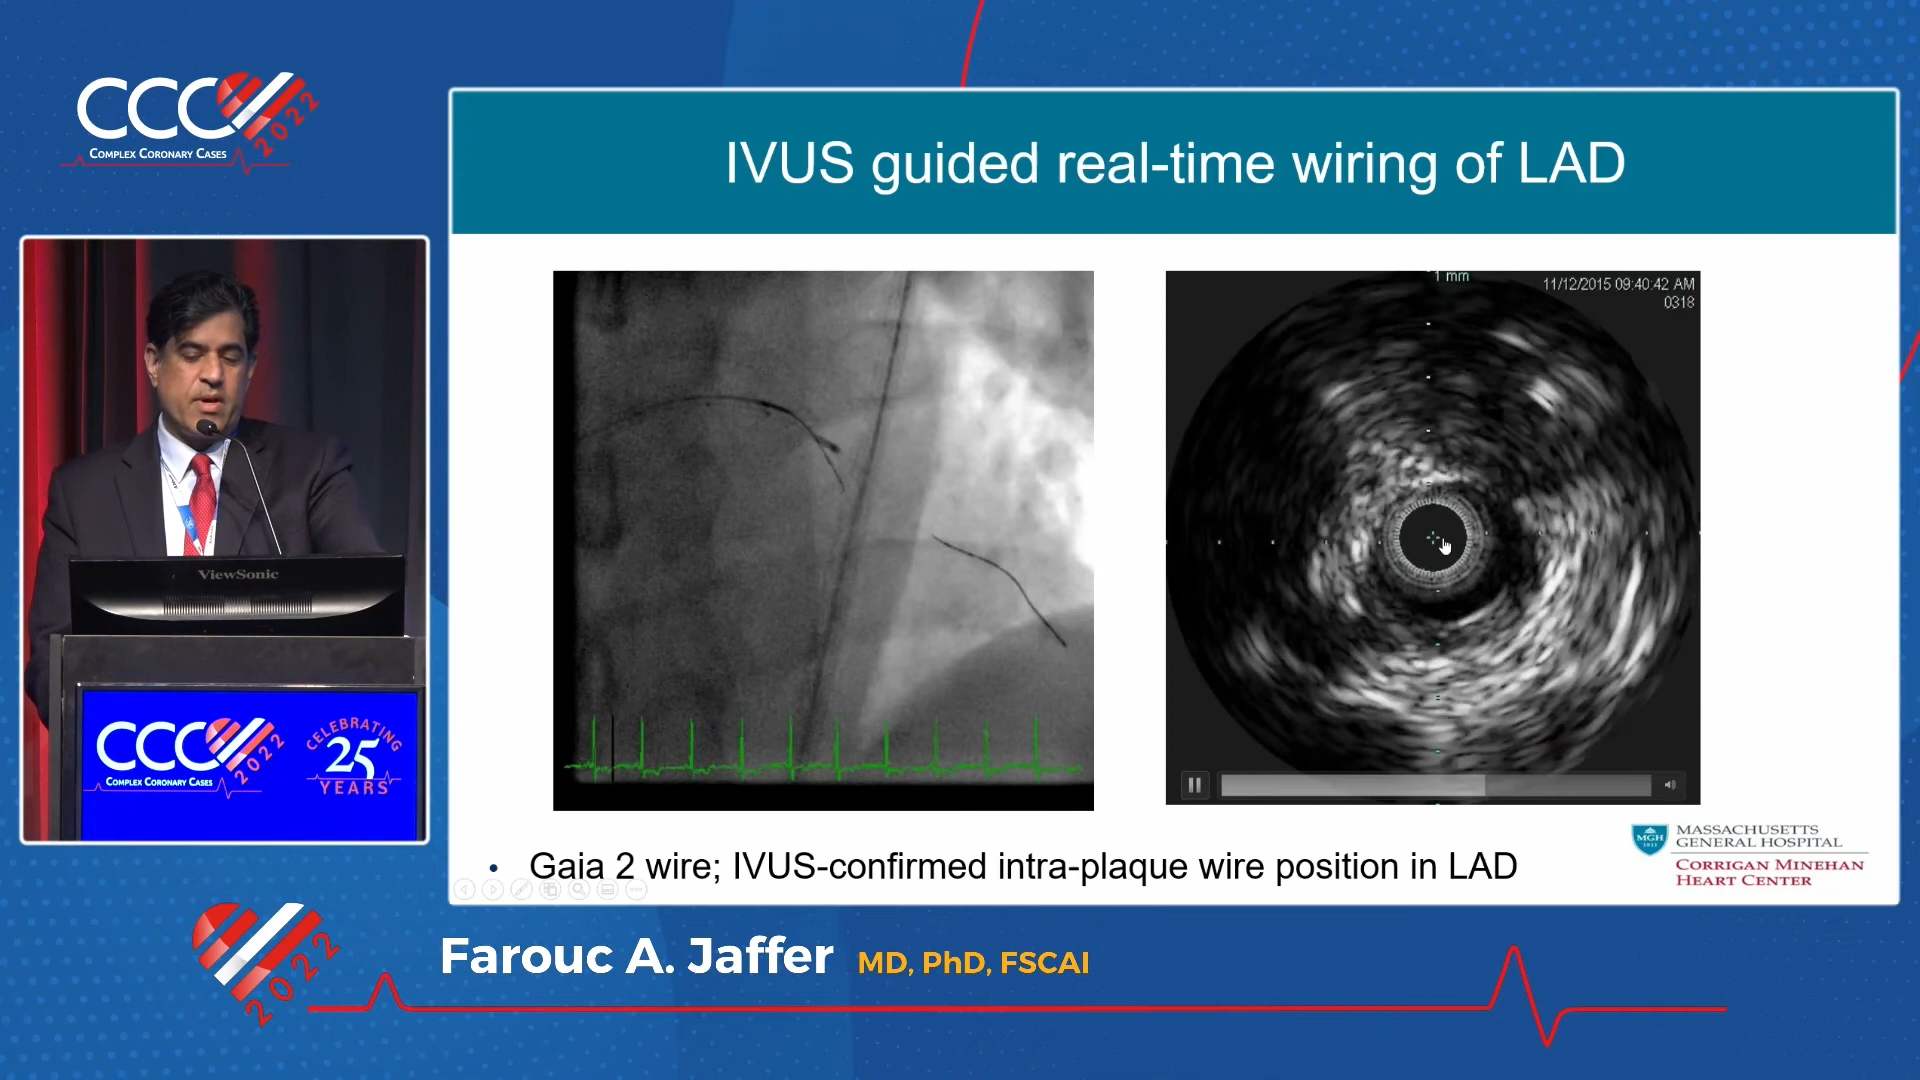 CCC
2022
COMPLEX CORONARY CASES
IVUS guided real-time wiring of LAD
1 mm
11/12/2015 09:40:42 AM
0318
ViewSonic
CCC
2022
COMPLEX CORONARY CASES
CELEBRATING
25
YEARS
MGH
1811
MASSACHUSETTS
GENERAL HOSPITAL
CORRIGAN MINEHAN
HEART CENTER
• Gaia 2 wire; IVUS-confirmed intra-plaque wire position in LAD
2022
Farouc A. Jaffer MD, PhD, FSCAI